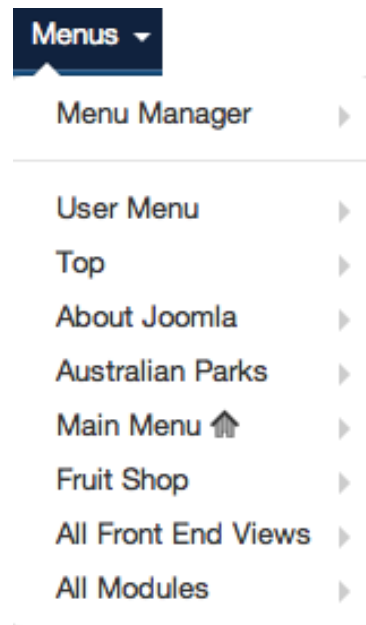 Menus
Menu Manager
User Menu
Top
About Joomla
Australian Parks
Main Menu
Fruit Shop
All Front End Views
All Modules